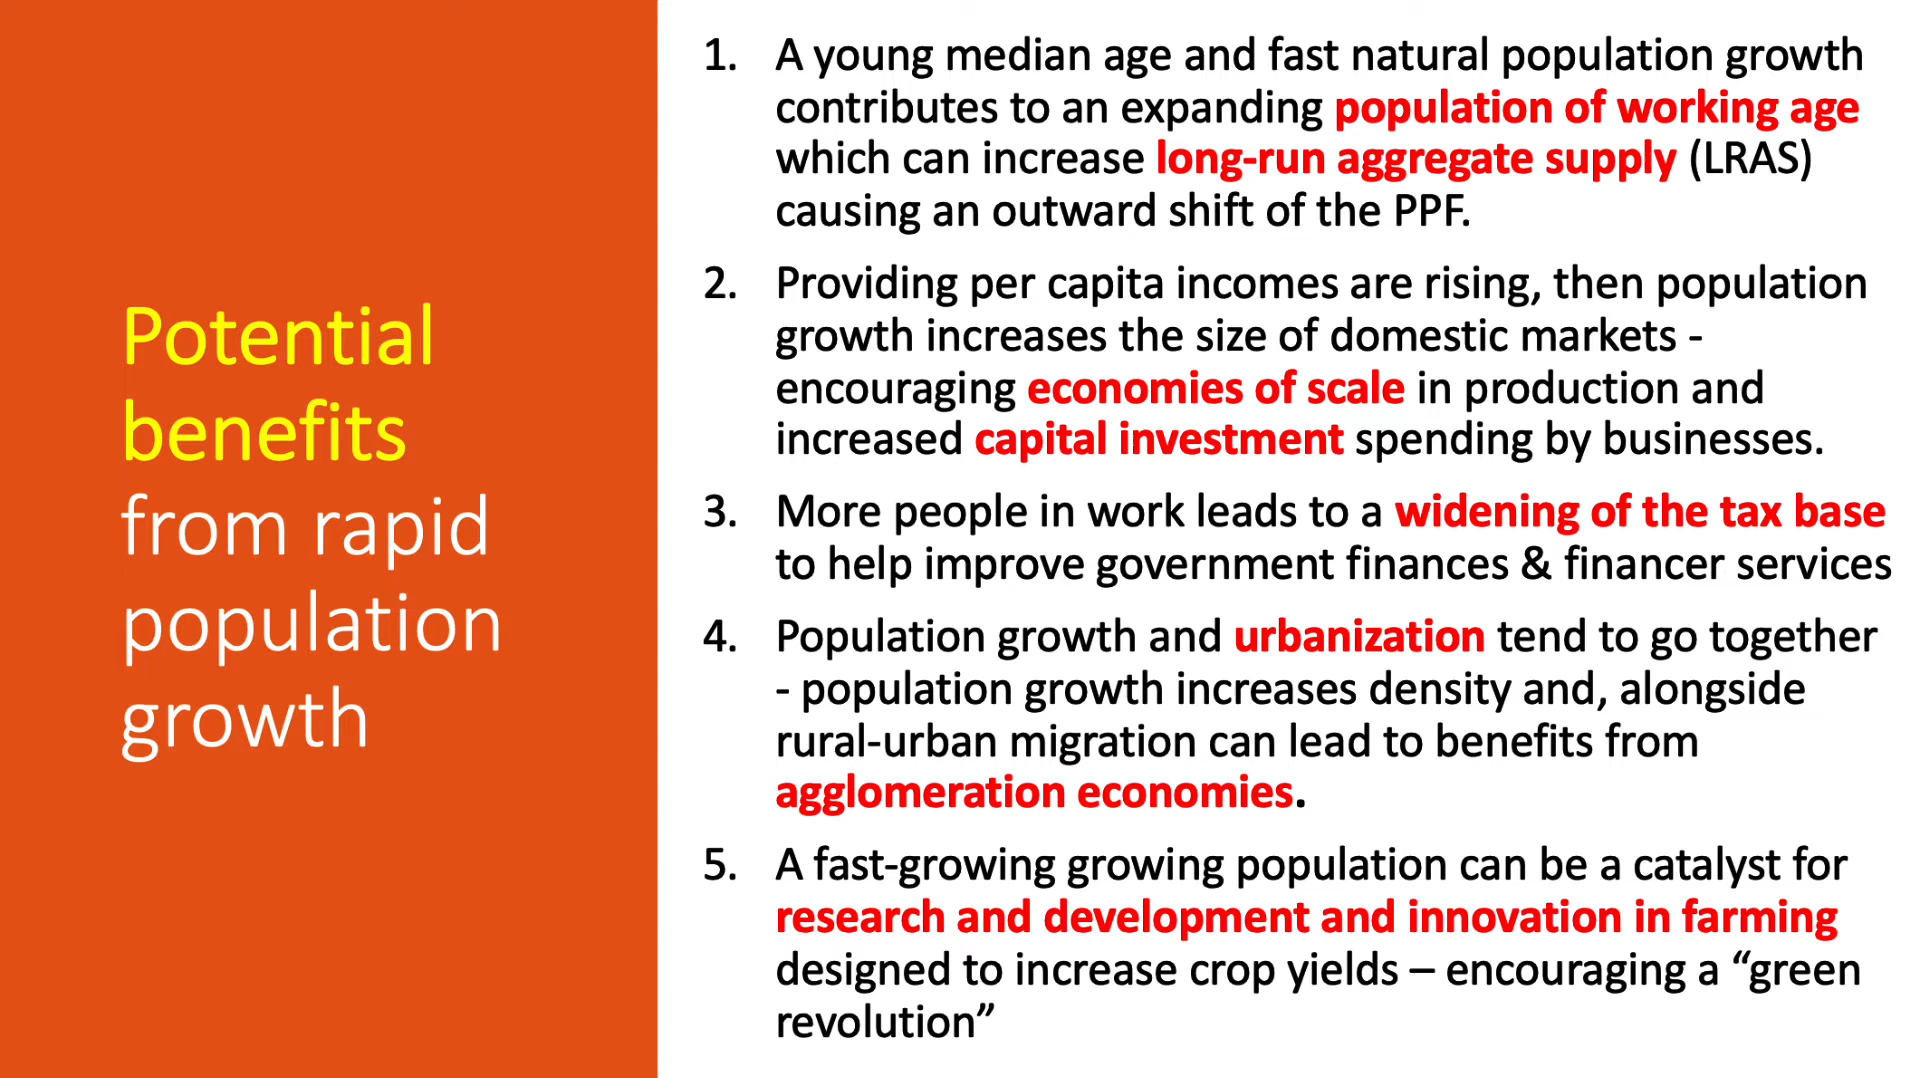 Potential
benefits
from rapid
population
growth
1. A young median age and fast natural population growth
contributes to an expanding population of working age
which can increase long-run aggregate supply (LRAS)
causing an outward shift of the PPF.
2. Providing per capita incomes are rising, then population
growth increases the size of domestic markets -
encouraging economies of scale in production and
increased capital investment spending by businesses.
3. More people in work leads to a widening of the tax base
to help improve government finances & financer services
4. Population growth and urbanization tend to go together
- population growth increases density and, alongside
rural-urban migration can lead to benefits from
agglomeration economies.
5. A fast-growing growing population can be a catalyst for
research and development and innovation in farming
designed to increase crop yields – encouraging a “green
revolution”